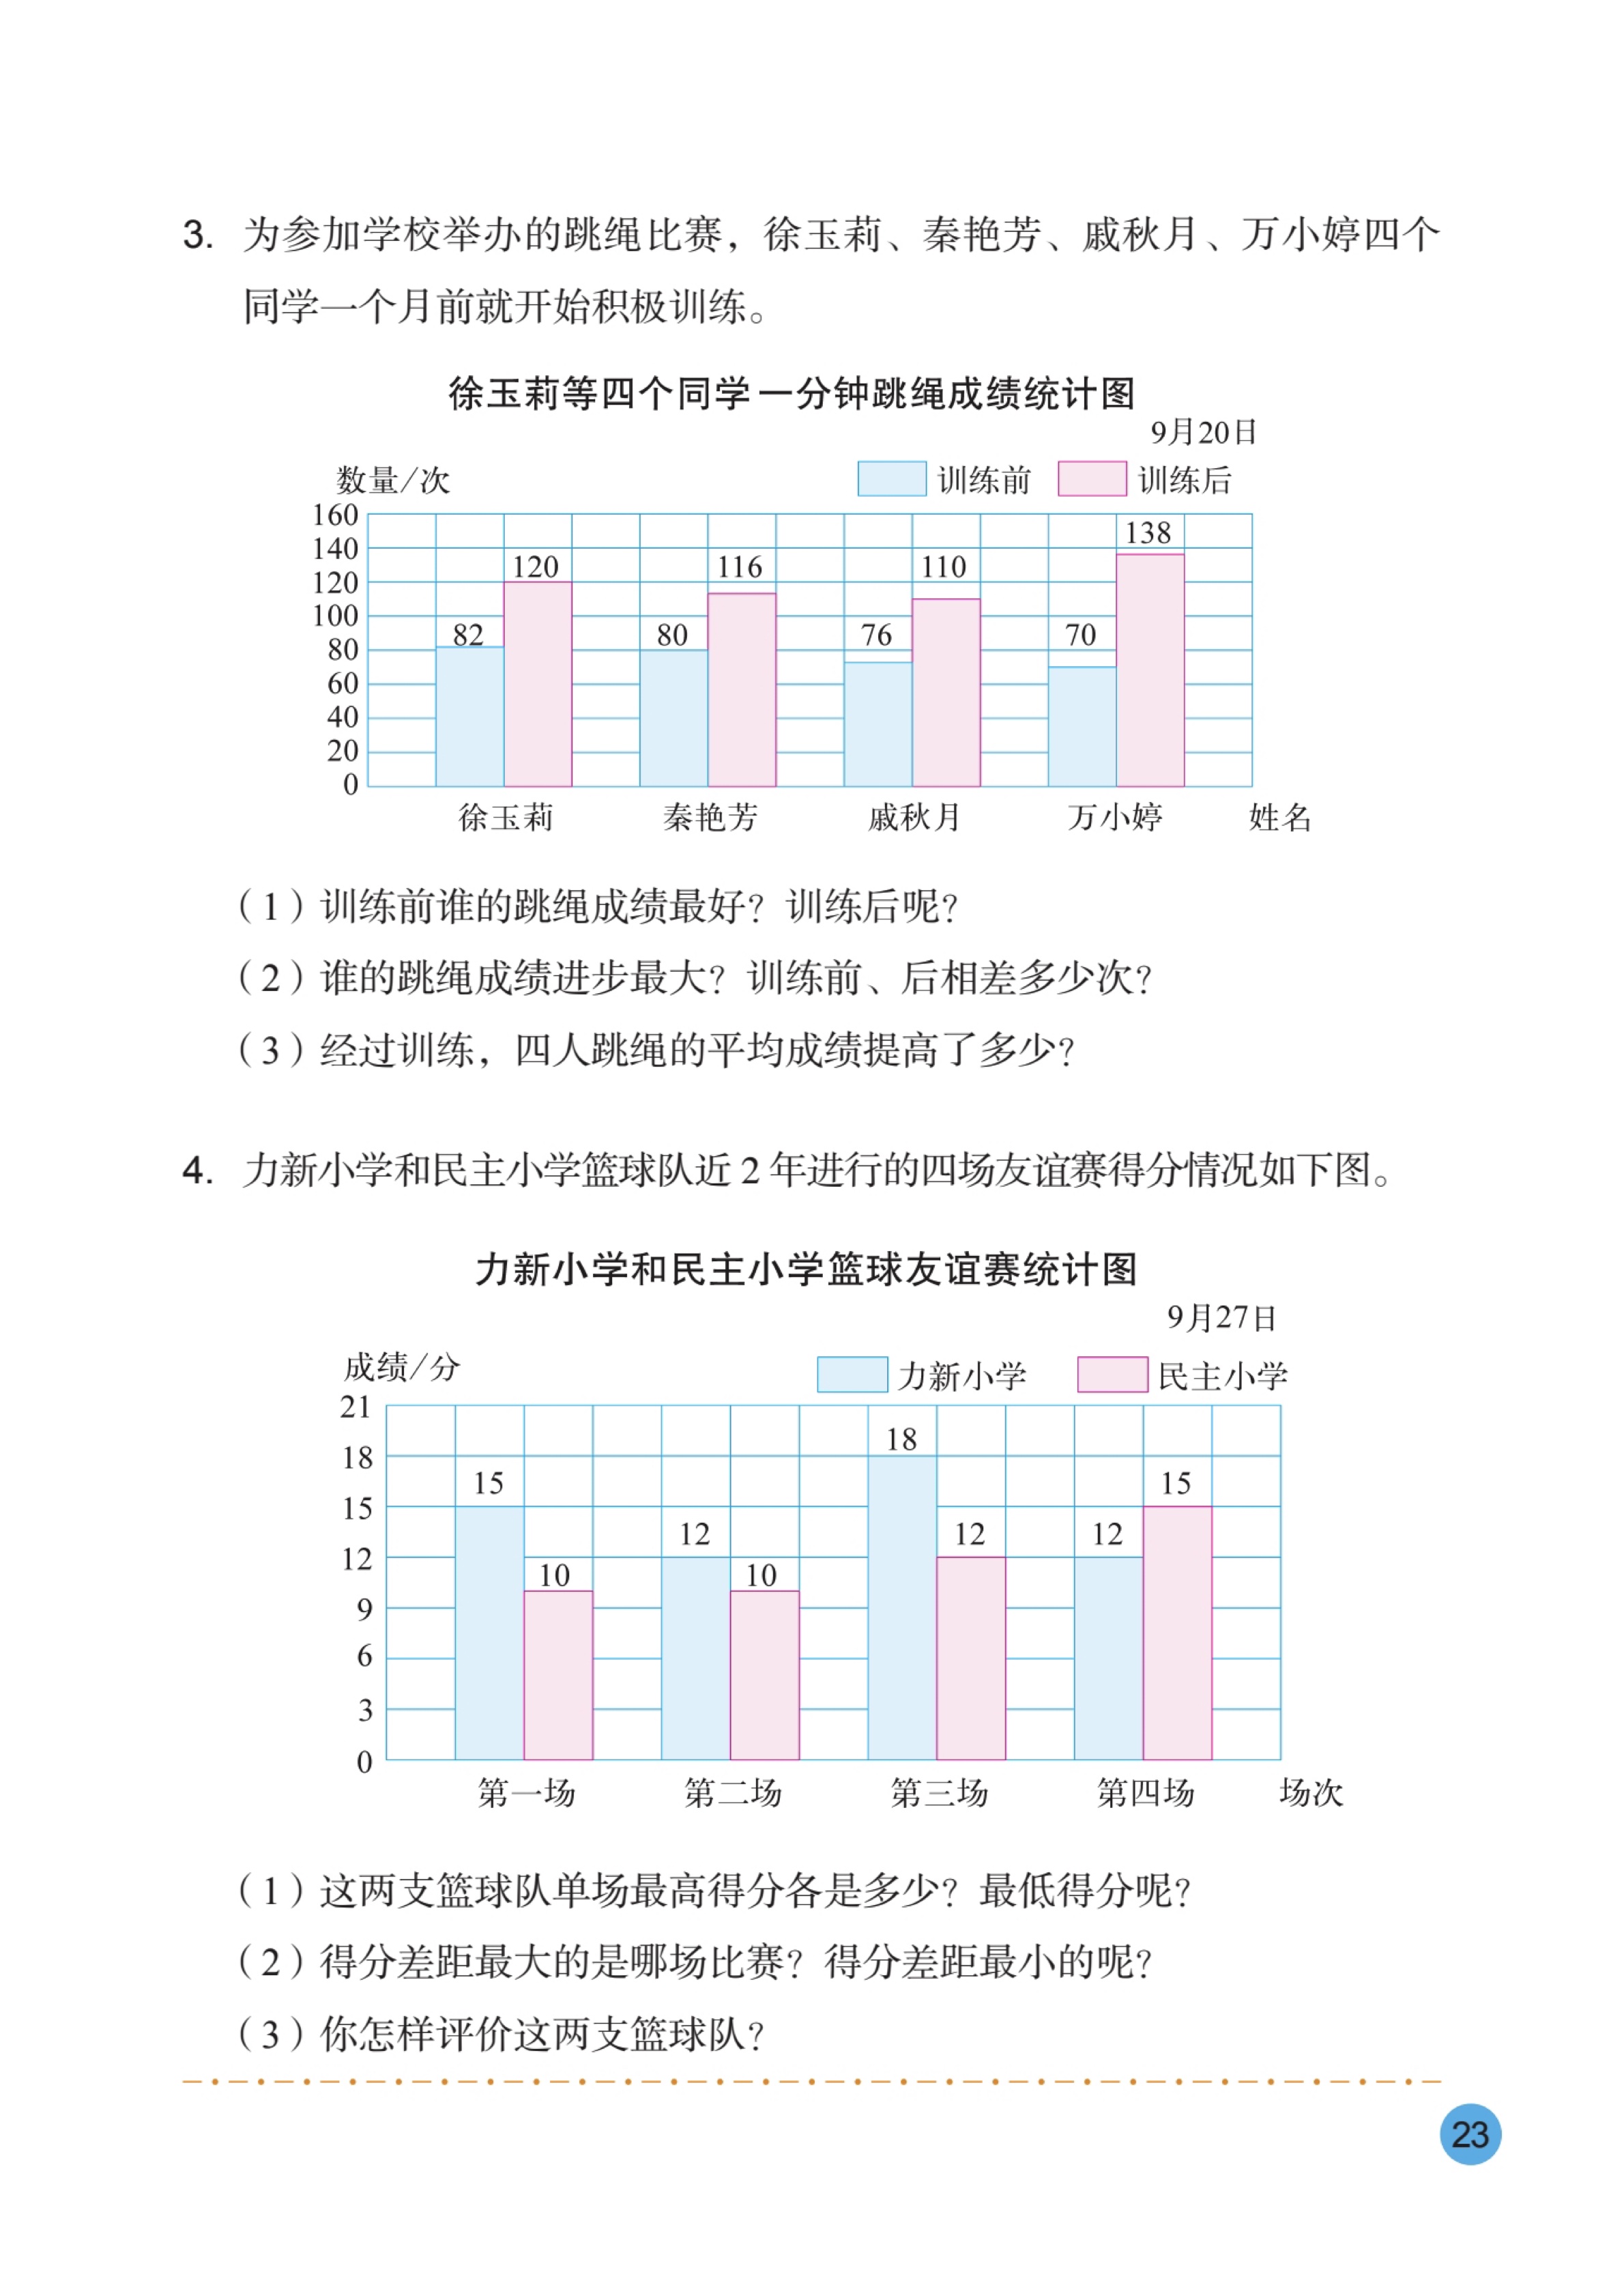 3. 为参加学校举办的跳绳比赛，徐玉莉、秦艳芳、戚秋月、万小婷四个
同学一个月前就开始积极训练。
徐玉莉等四个同学一分钟跳绳成绩统计图
9月20日
数量/次 训练前 训练后
160
140
120
100
80
60
40
20
0
82 120 80 116 76 110 70 138
徐玉莉 秦艳芳 戚秋月 万小婷 姓名
（1）训练前谁的跳绳成绩最好？训练后呢？
（2）谁的跳绳成绩进步最大？训练前、后相差多少次？
（3）经过训练，四人跳绳的平均成绩提高了多少？
4. 力新小学和民主小学篮球队近 2 年进行的四场友谊赛得分情况如下图。
力新小学和民主小学篮球友谊赛统计图
9月27日
成绩/分 力新小学 民主小学
21
18
15
12
9
6
3
0
15 10 12 10 18 12 12 15
第一场 第二场 第三场 第四场 场次
（1）这两支篮球队单场最高得分各是多少？最低得分呢？
（2）得分差距最大的是哪场比赛？得分差距最小的呢？
（3）你怎样评价这两支篮球队？
23